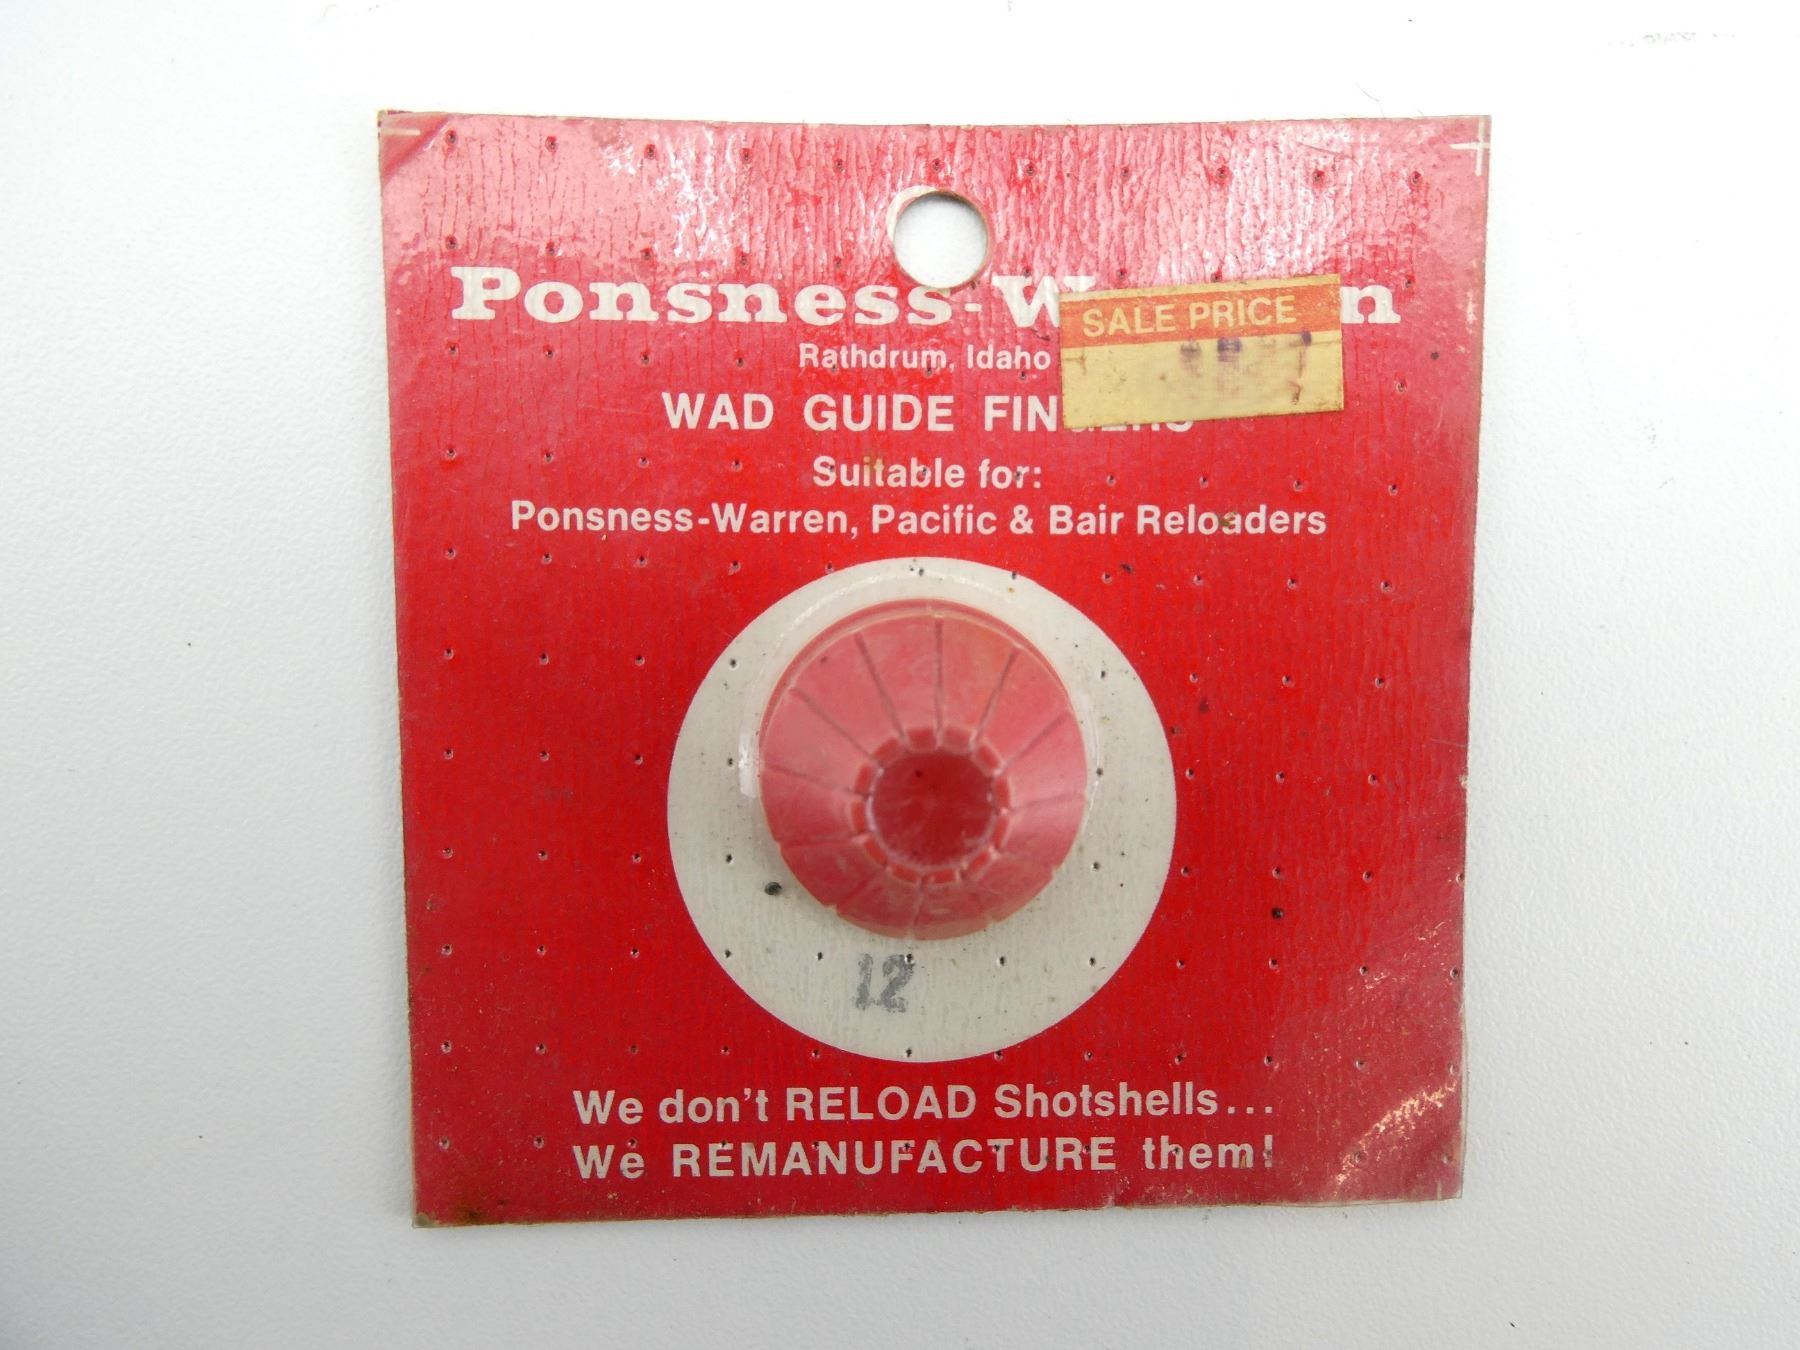 Ponsness-W n
SALE PRICE
Rathdrum, Idaho
WAD GUIDE FINGERS
Suitable for:
Ponsness-Warren, Pacific & Bair Reloaders
12
We don't RELOAD Shotshells...
We REMANUFACTURE them!